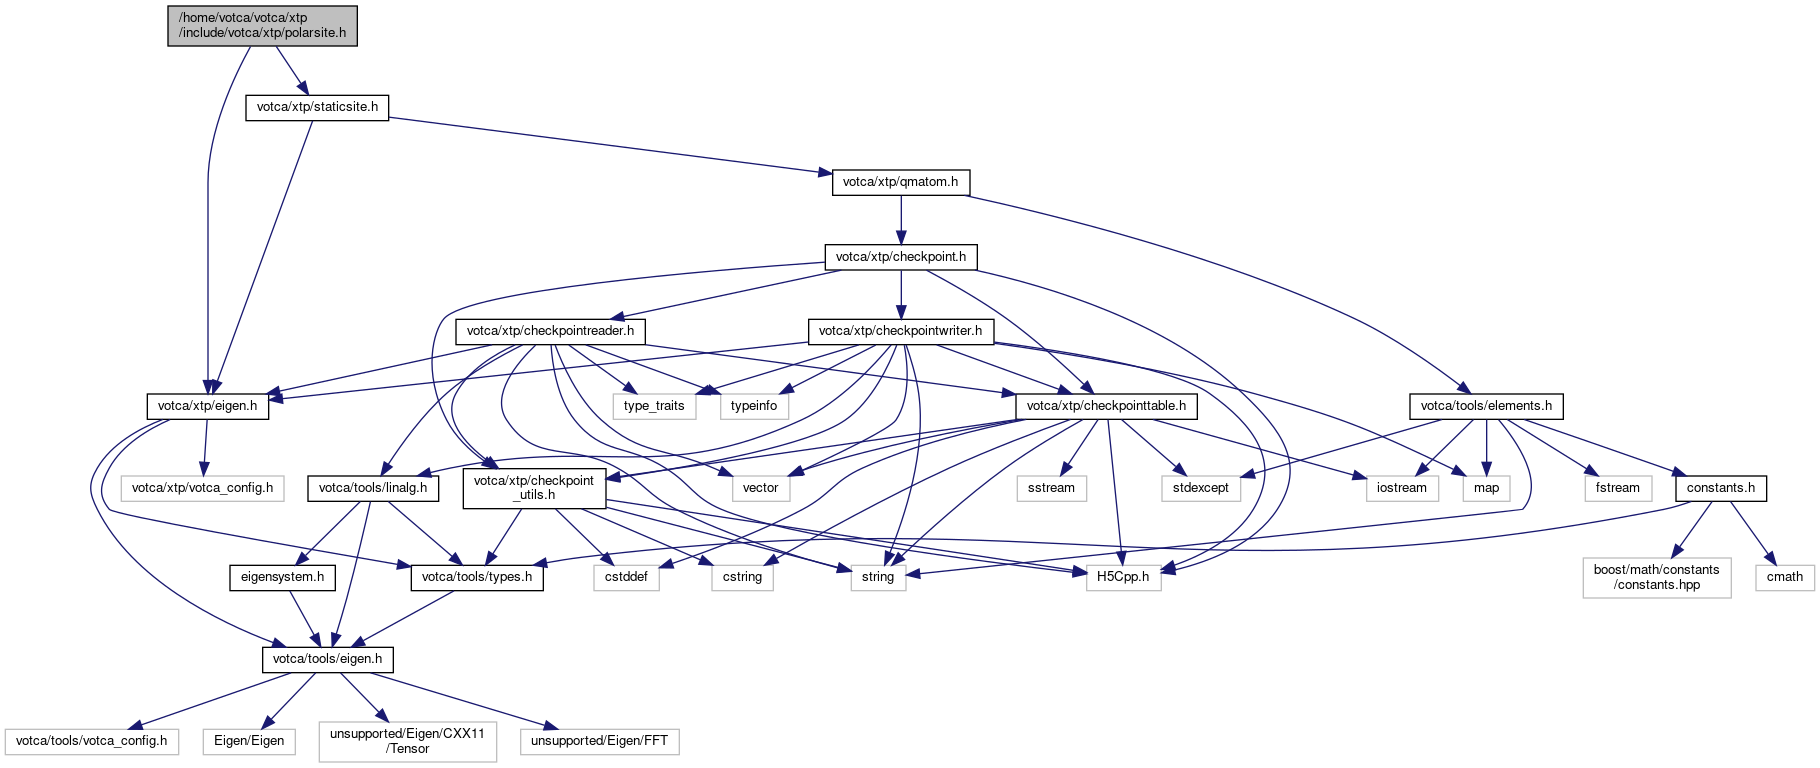 /home/votca/votca/xtp
/include/votca/xtp/polarsite.h
votca/xtp/staticsite.h
votca/xtp/qmatom.h
votca/xtp/checkpoint.h
votca/xtp/checkpointreader.h
votca/xtp/checkpointwriter.h
votca/xtp/eigen.h
type_traits
typeinfo
votca/xtp/checkpointtable.h
votca/tools/elements.h
votca/xtp/votca_config.h
votca/tools/linalg.h
votca/xtp/checkpoint
_utils.h
vector
sstream
stdexcept
iostream
map
fstream
constants.h
eigensystem.h
votca/tools/types.h
cstddef
cstring
string
H5Cpp.h
boost/math/constants
/constants.hpp
cmath
votca/tools/eigen.h
votca/tools/votca_config.h
Eigen/Eigen
unsupported/Eigen/CXX11
/Tensor
unsupported/Eigen/FFT